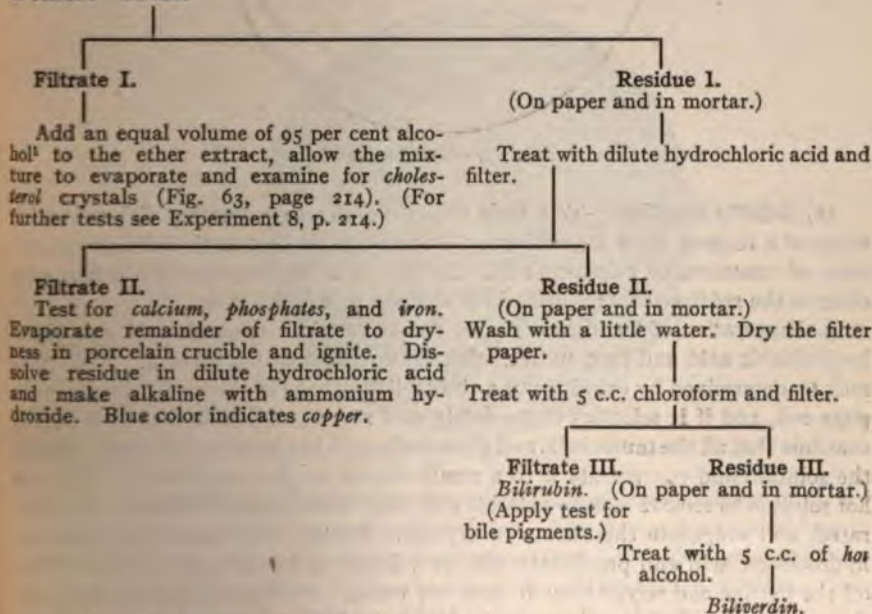 Filtrate I.
Add an equal volume of 95 per cent alco-
hol¹ to the ether extract, allow the mix-
ture to evaporate and examine for choles-
terol crystals (Fig. 63, page 214). (For
further tests see Experiment 8, p. 214.)
Residue I.
(On paper and in mortar.)
Treat with dilute hydrochloric acid and
filter.
Filtrate II.
Test for calcium, phosphates, and iron.
Evaporate remainder of filtrate to dry-
ness in porcelain crucible and ignite. Dis-
solve residue in dilute hydrochloric acid
and make alkaline with ammonium hy-
droxide. Blue color indicates copper.
Residue II.
(On paper and in mortar.)
Wash with a little water. Dry the filter
paper.
Treat with 5 c.c. chloroform and filter.
Filtrate III.
Bilirubin.
(Apply test for
bile pigments.)
Residue III.
(On paper and in mortar.)
Treat with 5 c.c. of hot
alcohol.
Biliverdin.